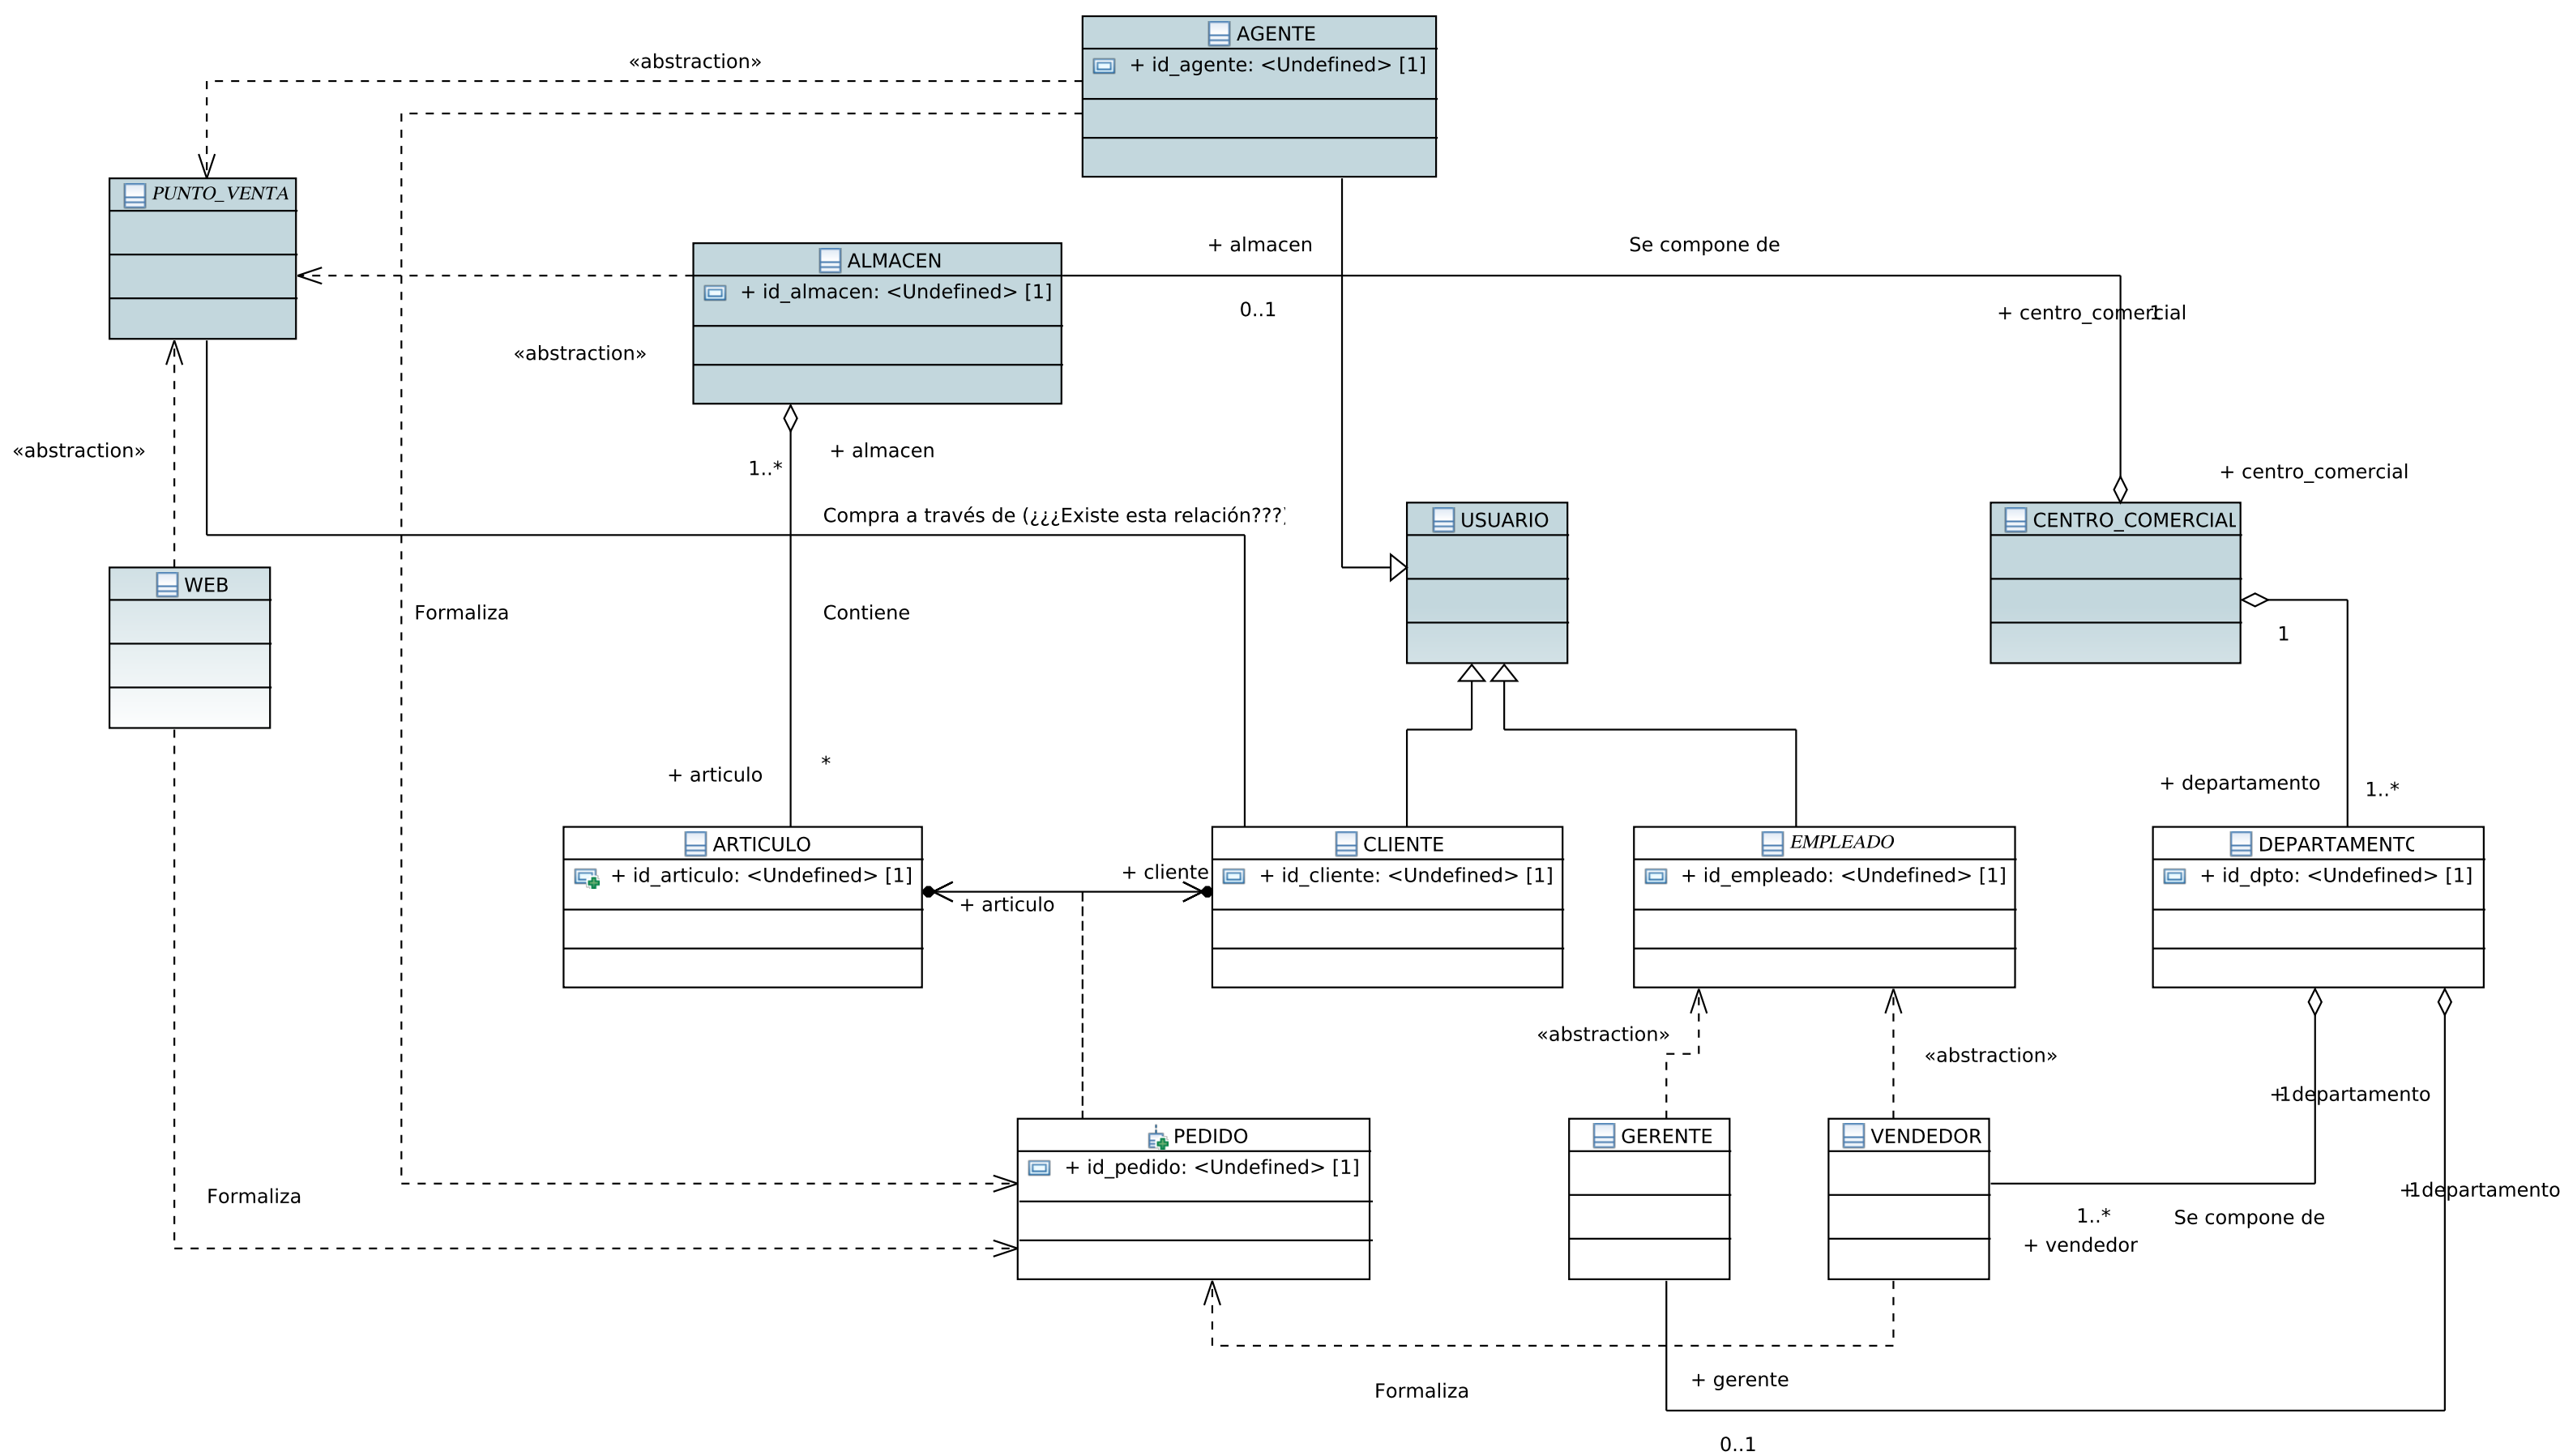 AGENTE
«abstraction»
+ id_agente: <Undefined> [1]
PUNTO_VENTA
+ almacen
Se compone de
ALMACEN
+ id_almacen: <Undefined> [1]
0..1
+ centro_comercial
1
«abstraction»
«abstraction»
+ almacen
1..*
+ centro_comercial
Compra a través de (¿¿¿Existe esta relación???)
USUARIO
CENTRO_COMERCIAL
WEB
Formaliza
Contiene
1
*
+ articulo
+ departamento
1..*
ARTICULO
CLIENTE
EMPLEADO
DEPARTAMENTO
+ id_articulo: <Undefined> [1]
+ cliente
+ id_cliente: <Undefined> [1]
+ id_empleado: <Undefined> [1]
+ id_dpto: <Undefined> [1]
+ articulo
«abstraction»
«abstraction»
+ departamento
1
PEDIDO
GERENTE
VENDEDOR
+ id_pedido: <Undefined> [1]
Formaliza
+ departamento
1
1..*
Se compone de
+ vendedor
+ gerente
Formaliza
0..1